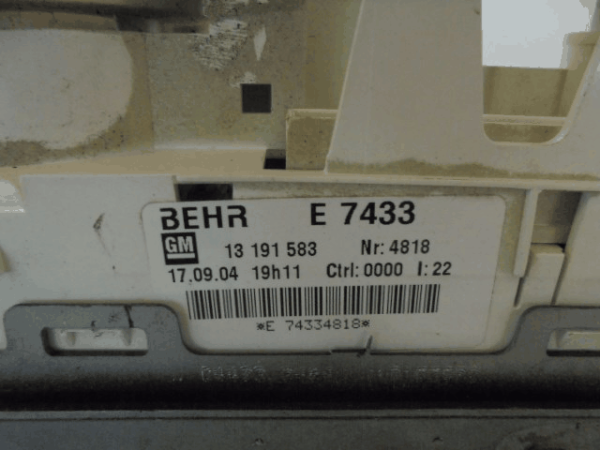 BEHR E 7433
GM 13 191 583 Nr: 4818
17.09.04 19h11 Ctrl: 0000 I: 22
*E 74334818*